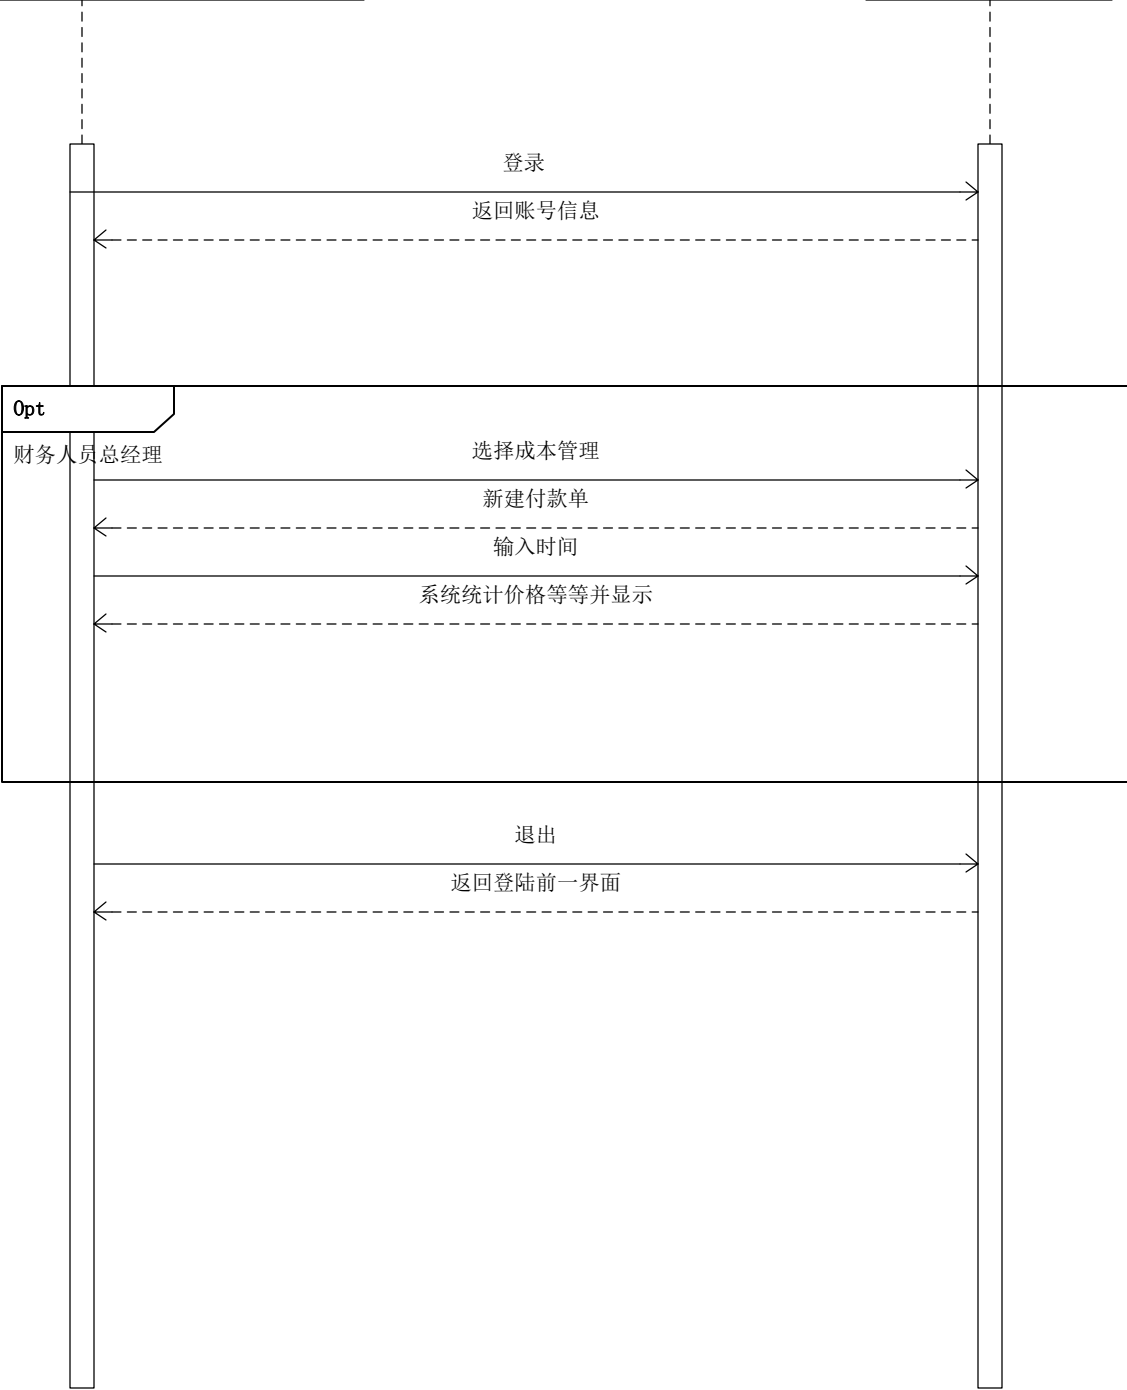 登录
返回账号信息
Opt
财务人员总经理
选择成本管理
新建付款单
输入时间
系统统计价格等等并显示
退出
返回登陆前一界面